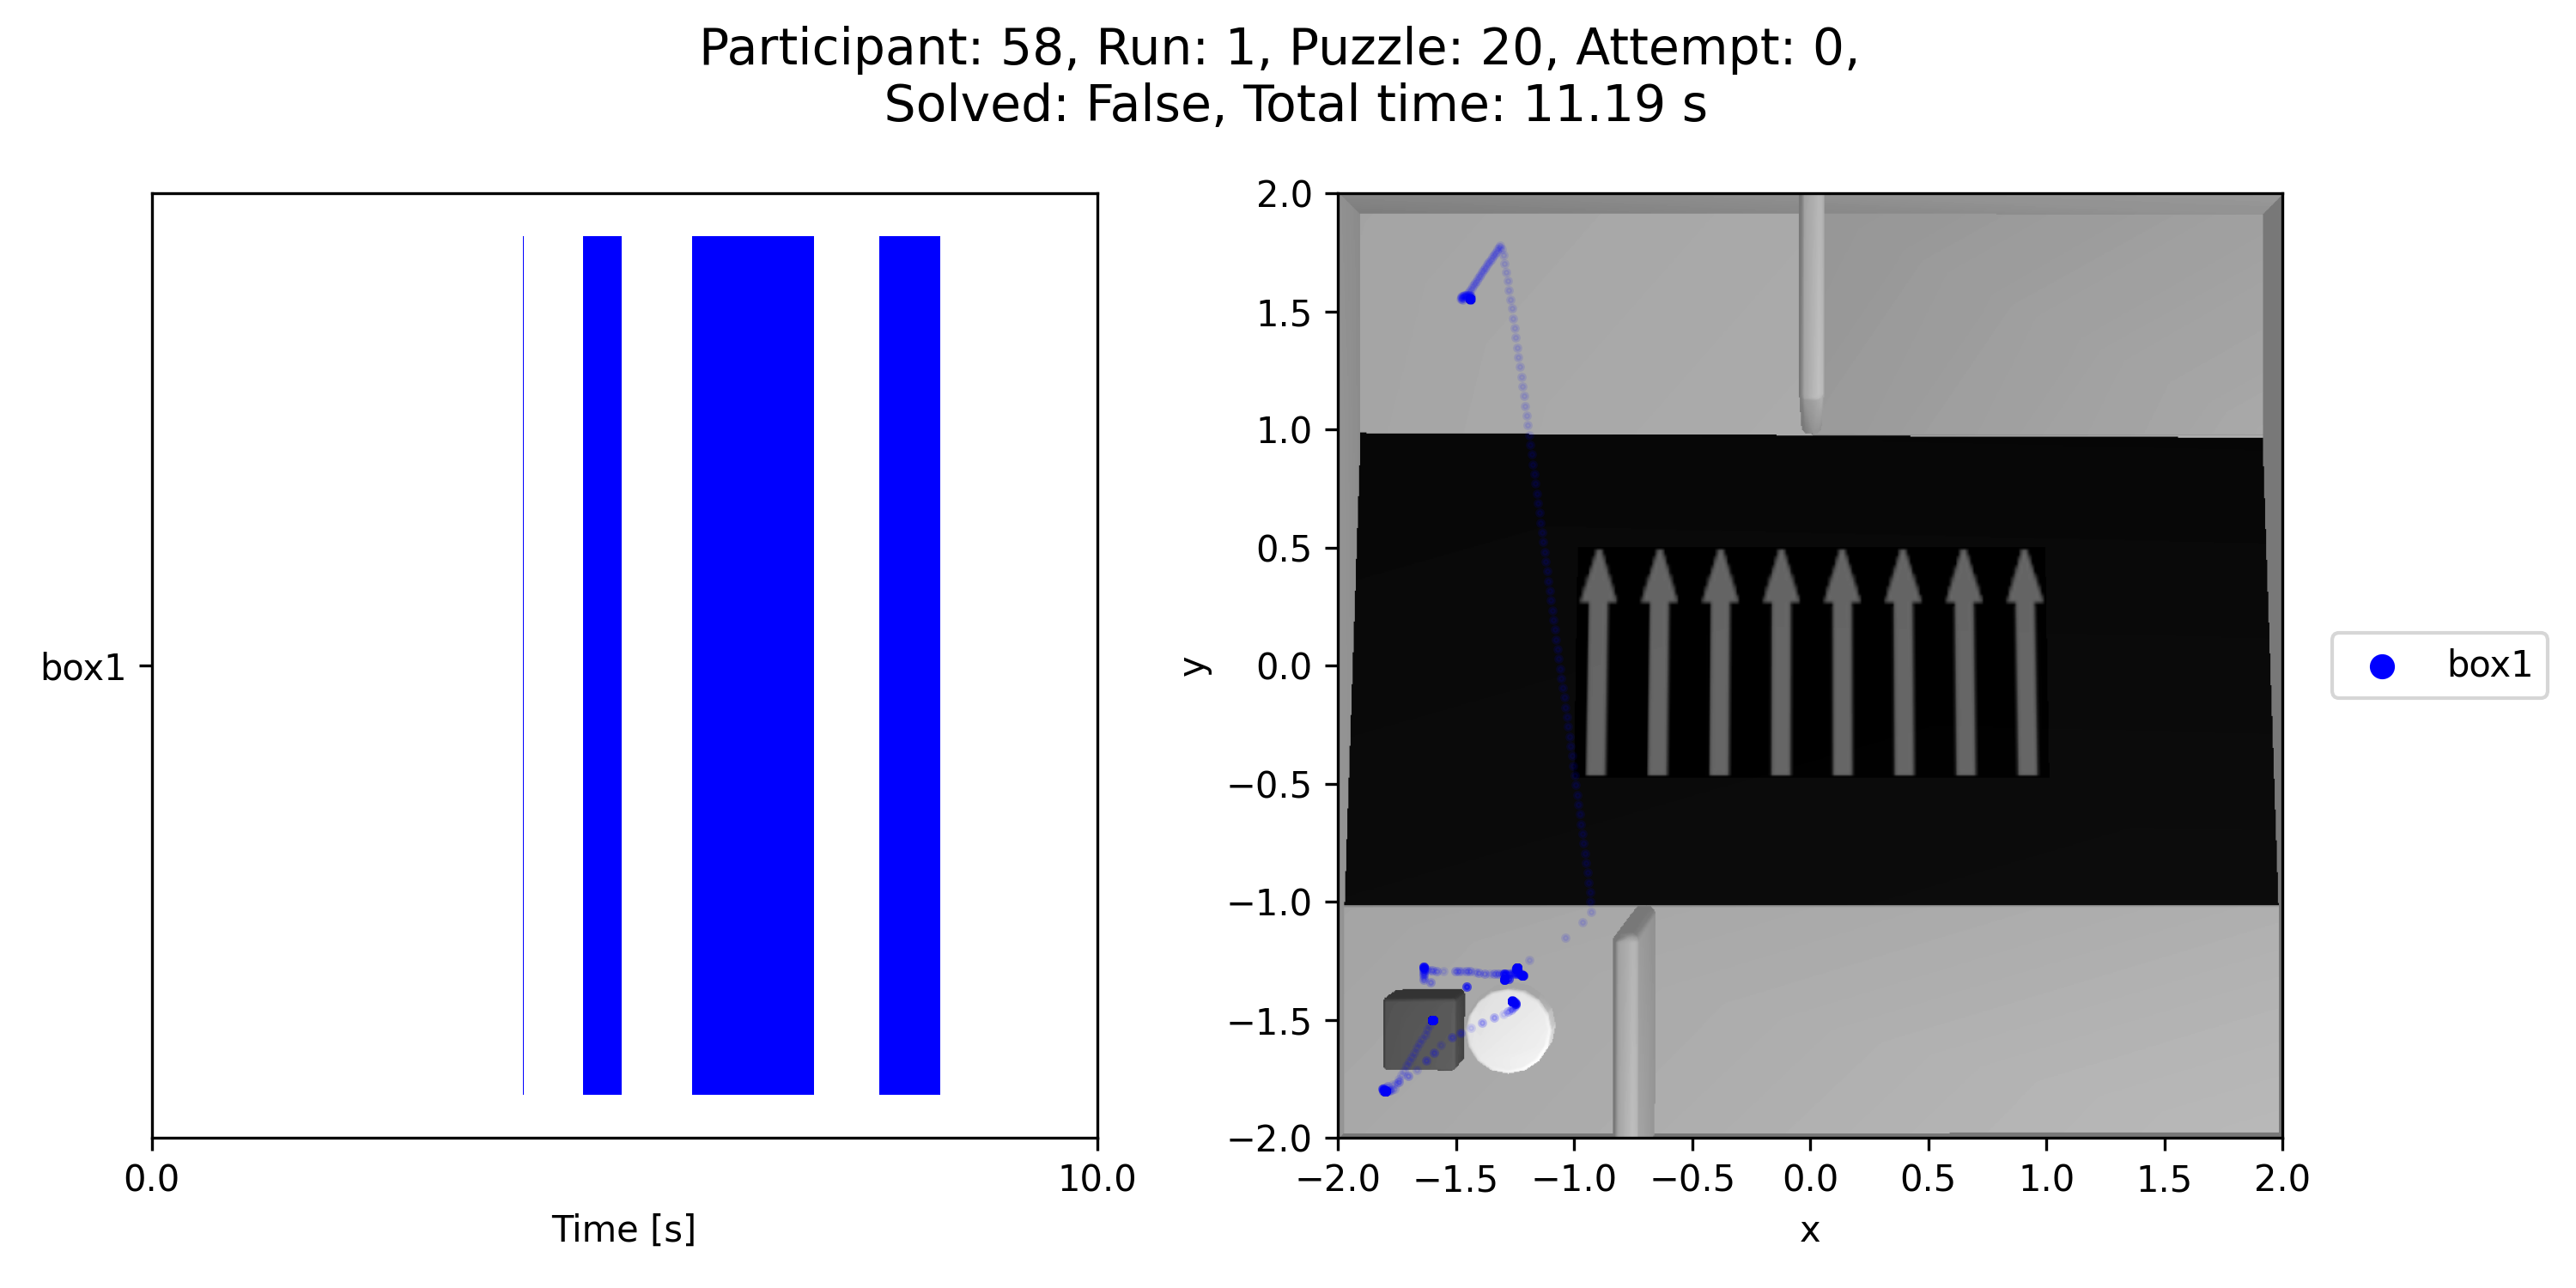 Participant: 58, Run: 1, Puzzle: 20, Attempt: 0,
Solved: False, Total time: 11.19 s
box1
0.0
10.0
Time [s]
2.0
1.5
1.0
0.5
0.0
−0.5
−1.0
−1.5
−2.0
y
−2.0
−1.5
−1.0
−0.5
0.0
0.5
1.0
1.5
2.0
x
box1